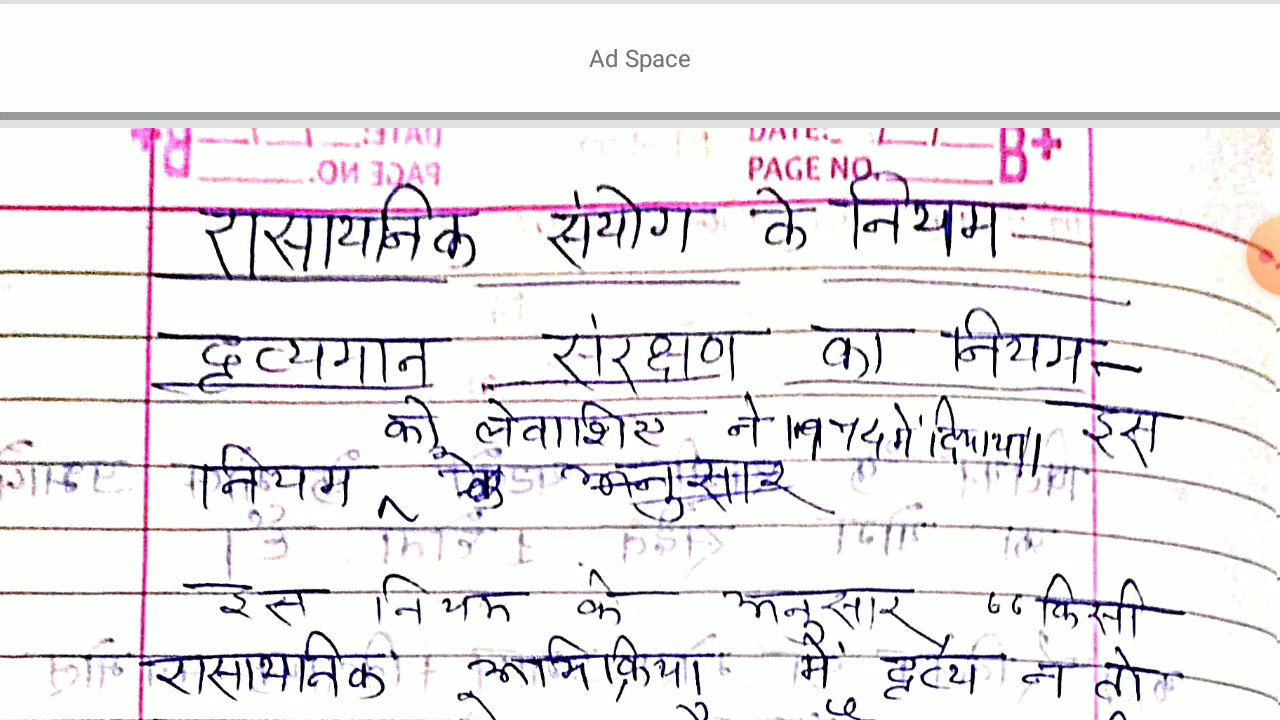 Ad Space
DATE:
PAGE NO.
B+
रासायनिक संयोग के नियम
द्रव्यमान संरक्षण का नियम-
को लेवाशिए ने 1774 में दिया था। इस
नियम के अनुसार
इस नियम के अनुसार "किसी
रासायनिक अभिक्रिया में द्रव्य न तो